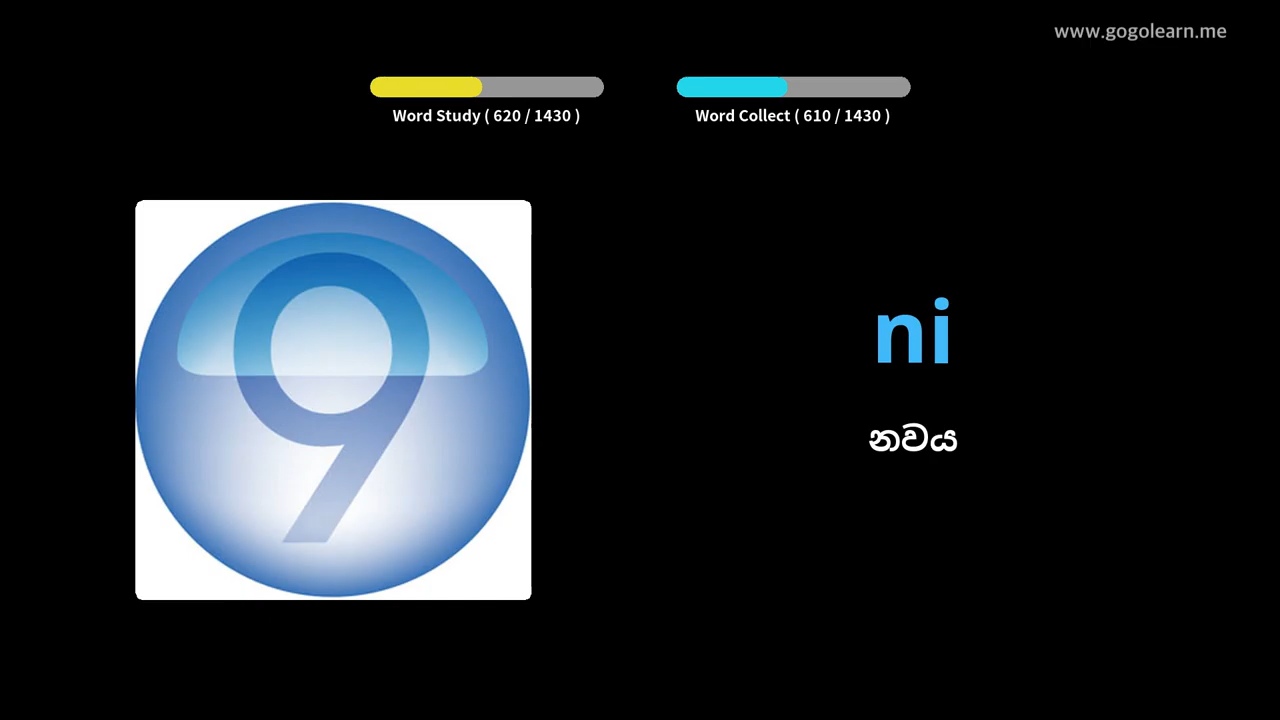 www.gogolearn.me
Word Study ( 620 / 1430 )
Word Collect ( 610 / 1430 )
9
ni
නවය